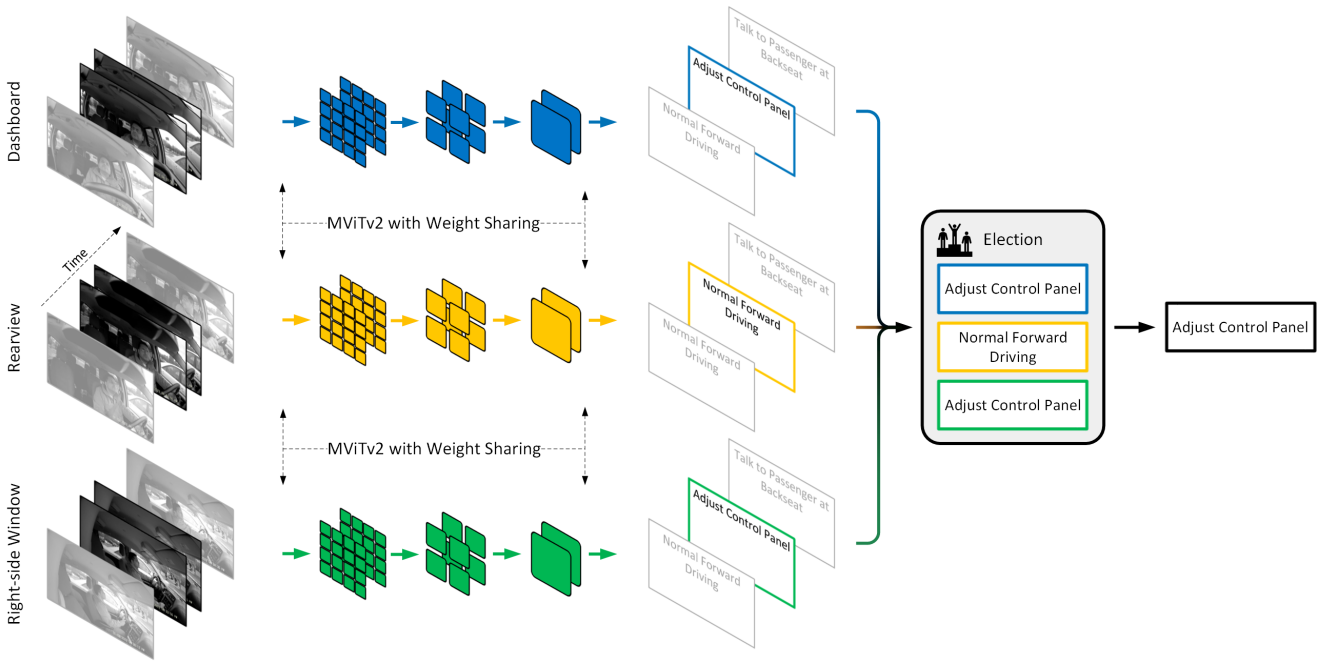 Dashboard
Talk to Passenger at
Backseat
Adjust Control Panel
Normal Forward
Driving
MViTv2 with Weight Sharing
Time
Rearview
Talk to Passenger at
Backseat
Normal Forward
Driving
Normal Forward
Driving
Election
Adjust Control Panel
Normal Forward
Driving
Adjust Control Panel
Adjust Control Panel
MViTv2 with Weight Sharing
Right-side Window
Talk to Passenger at
Backseat
Adjust Control Panel
Normal Forward
Driving